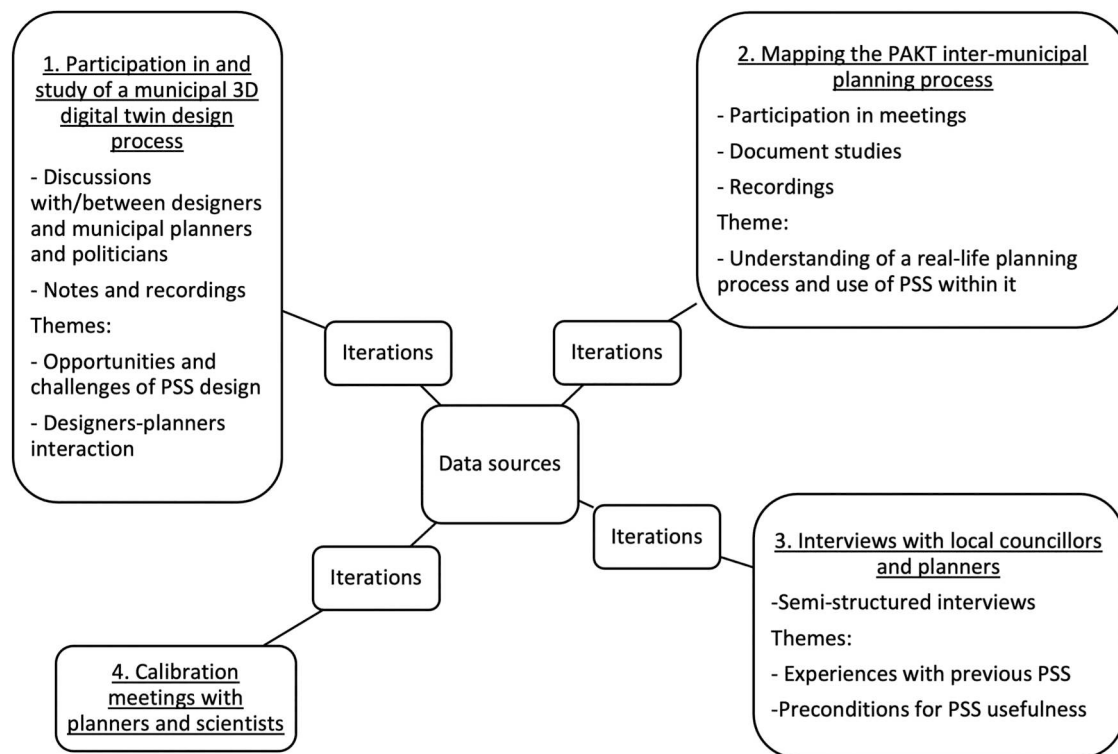 1. Participation in and
study of a municipal 3D
digital twin design
process
- Discussions
with/between designers
and municipal planners
and politicians
- Notes and recordings
Themes:
- Opportunities and
challenges of PSS design
- Designers-planners
interaction
2. Mapping the PAKT inter-municipal
planning process
- Participation in meetings
- Document studies
- Recordings
Theme:
- Understanding of a real-life planning
process and use of PSS within it
Iterations
Iterations
Data sources
Iterations
Iterations
3. Interviews with local councillors
and planners
-Semi-structured interviews
Themes:
- Experiences with previous PSS
-Preconditions for PSS usefulness
4. Calibration
meetings with
planners and scientists